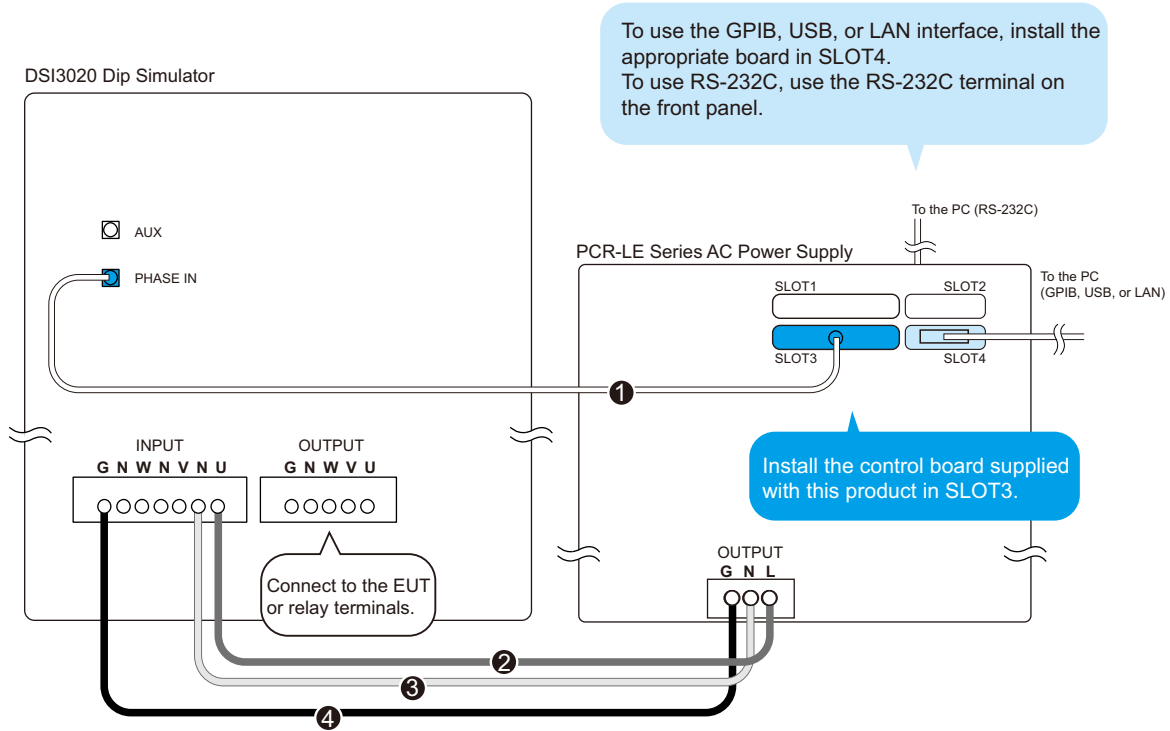 To use the GPIB, USB, or LAN interface, install the
appropriate board in SLOT4.
To use RS-232C, use the RS-232C terminal on
the front panel.
DSI3020 Dip Simulator
To the PC (RS-232C)
AUX
PHASE IN
PCR-LE Series AC Power Supply
To the PC
(GPIB, USB, or LAN)
SLOT1
SLOT2
SLOT3
SLOT4
1
INPUT
G N W N V N U
OUTPUT
G N W V U
Connect to the EUT
or relay terminals.
Install the control board supplied
with this product in SLOT3.
OUTPUT
G N L
2
3
4